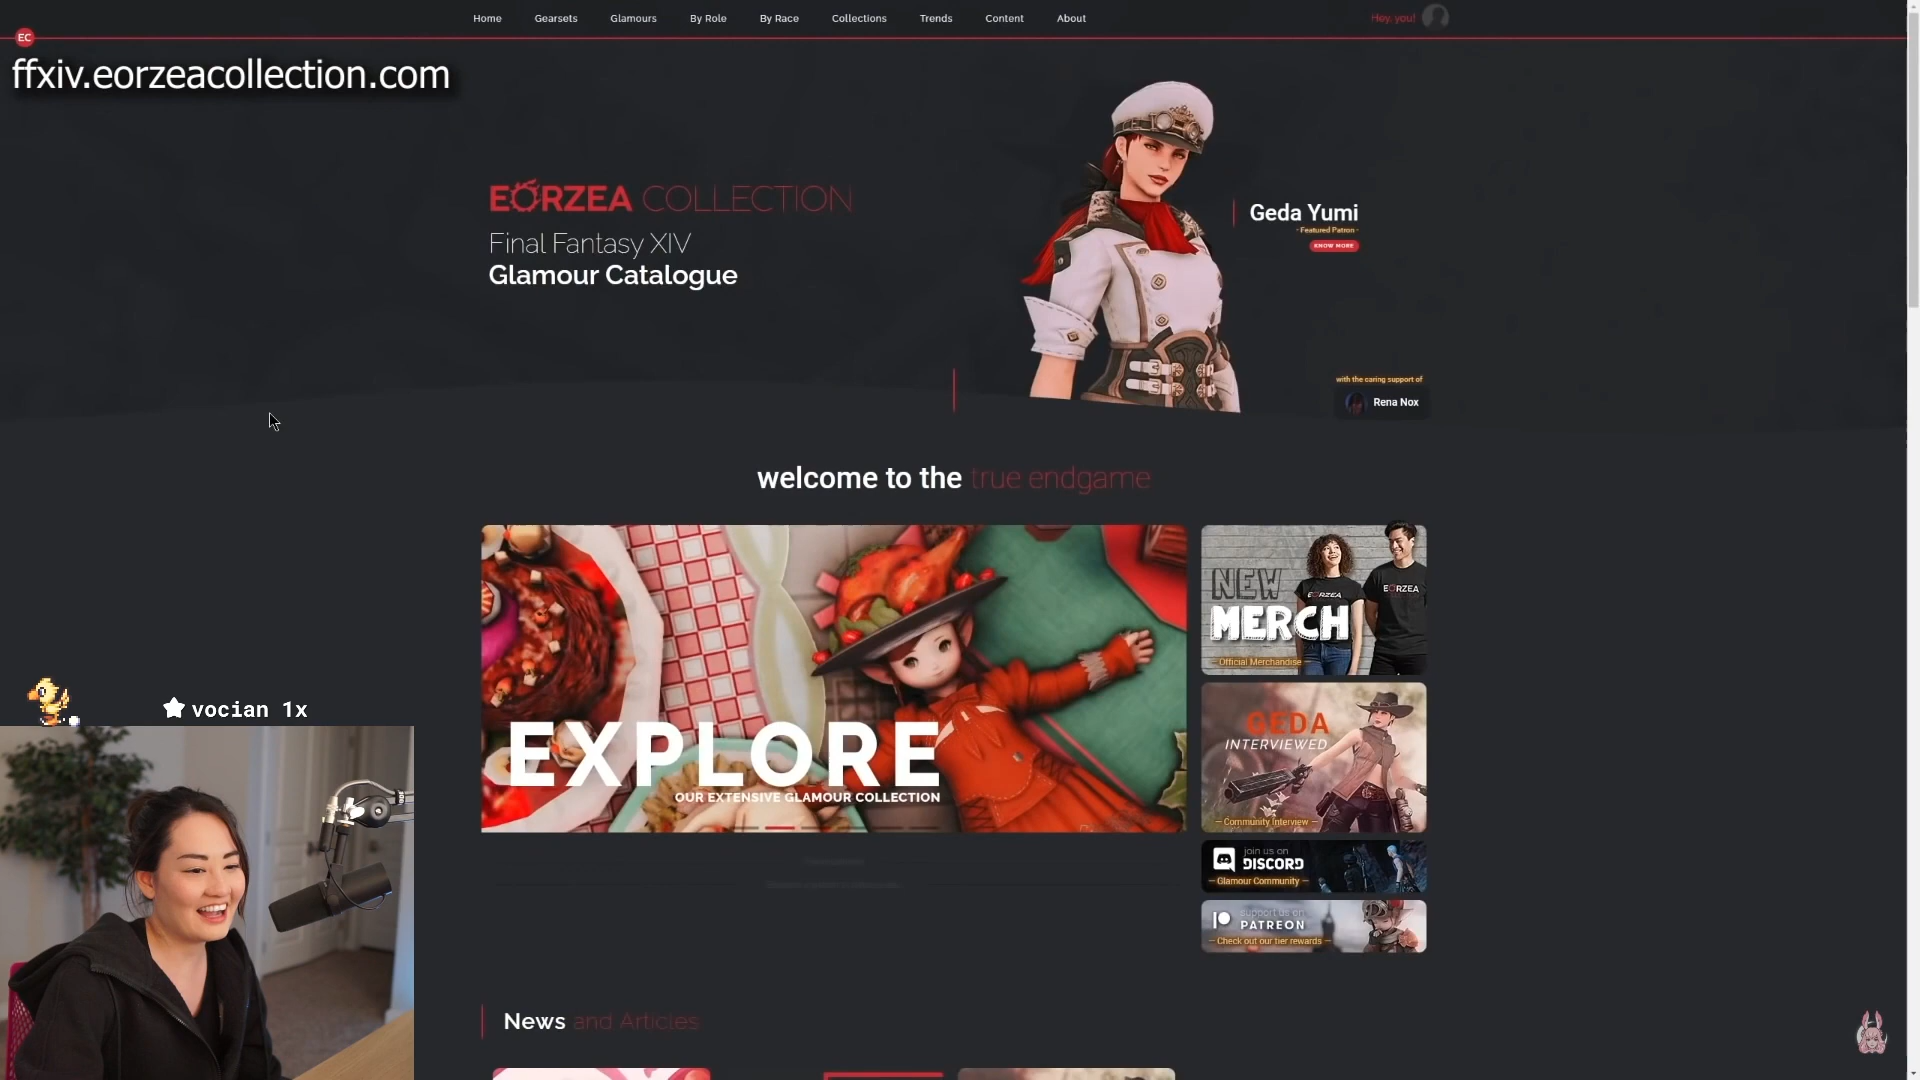 Home Gearsets Glamours By Role By Race Collections Trends Content About Hey, you!
EC
ffxiv.eorzeacollection.com
EORZEA COLLECTION
Final Fantasy XIV
Glamour Catalogue
Geda Yumi
- Featured Patron -
KNOW MORE
with the caring support of
Rena Nox
welcome to the true endgame
EXPLORE
OUR EXTENSIVE GLAMOUR COLLECTION
NEW
MERCH
EORZEA
EORZEA
— Official Merchandise —
GEDA
INTERVIEWED
— Community Interview —
join us on
DISCORD
— Glamour Community —
support us on
PATREON
— Check out our tier rewards —
vocian 1x
News and Articles